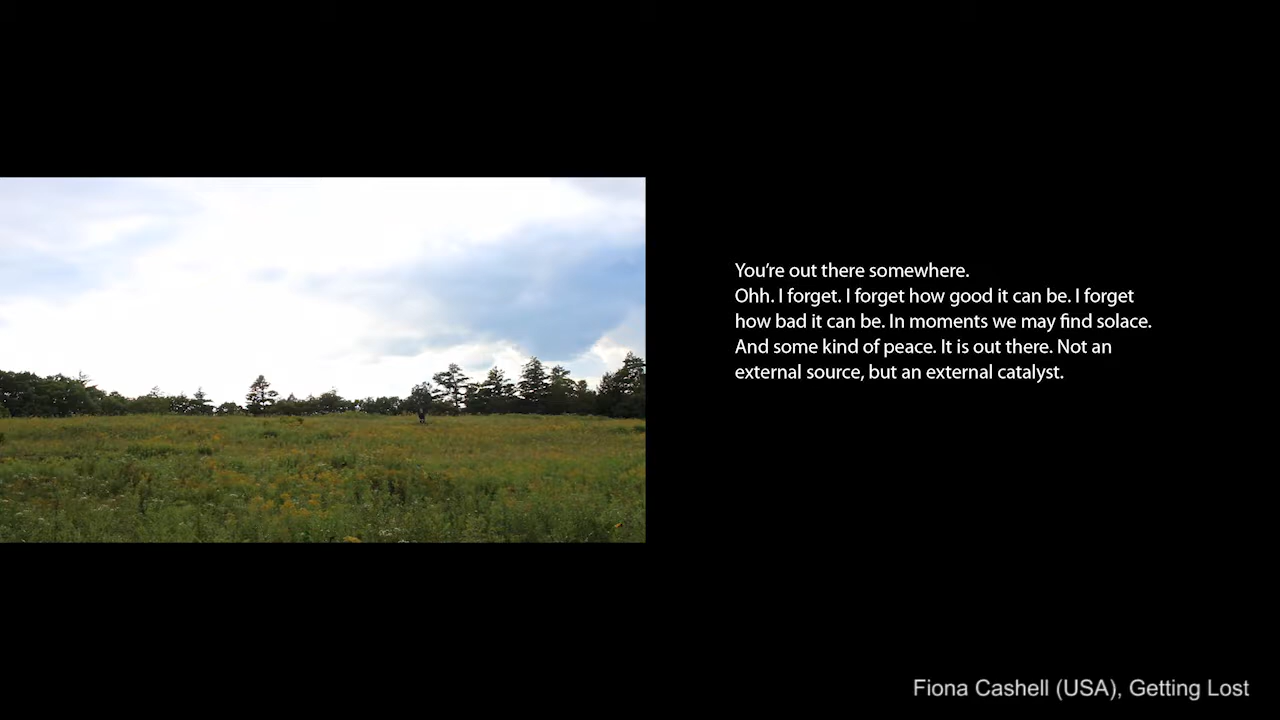 You're out there somewhere.
Ohh. I forget. I forget how good it can be. I forget
how bad it can be. In moments we may find solace.
And some kind of peace. It is out there. Not an
external source, but an external catalyst.
Fiona Cashell (USA), Getting Lost